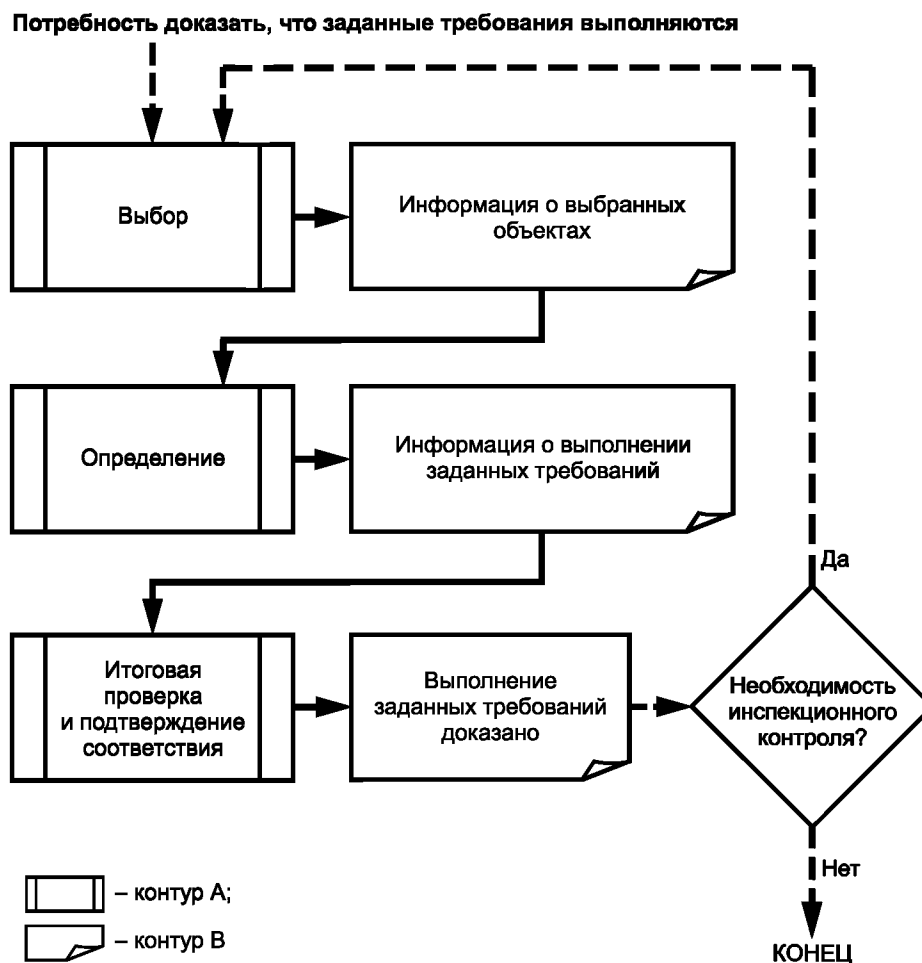 Потребность доказать, что заданные требования выполняются
Выбор
Информация о выбранных
объектах
Определение
Информация о выполнении
заданных требований
Да
Итоговая
проверка
и подтверждение
соответствия
Выполнение
заданных требований
доказано
Необходимость
инспекционного
контроля?
Нет
– контур А;
– контур В
КОНЕЦ